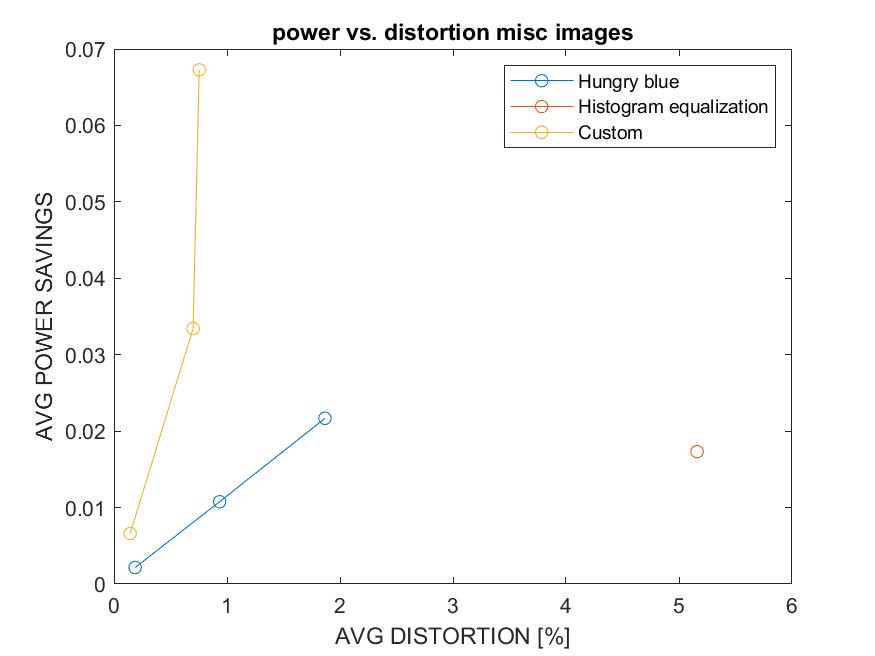 power vs. distortion misc images
0.07
0.06
0.05
0.04
0.03
0.02
0.01
0
AVG POWER SAVINGS
Hungry blue
Histogram equalization
Custom
0 1 2 3 4 5 6
AVG DISTORTION [%]